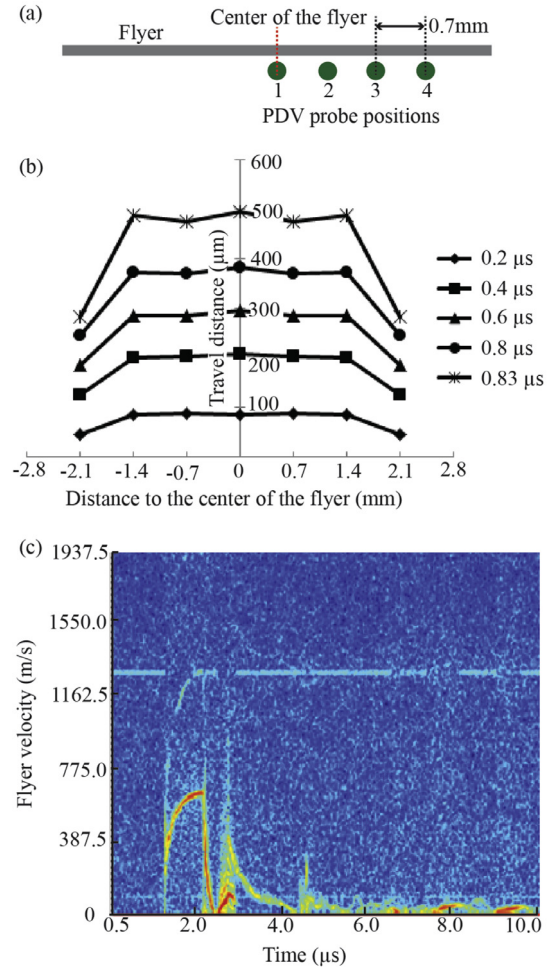 (a)
Center of the flyer
Flyer
0.7mm
1 2 3 4
PDV probe positions
(b)
600
500
400
300
200
100
Travel distance (µm)
0.2 µs
0.4 µs
0.6 µs
0.8 µs
0.83 µs
-2.8 -2.1 -1.4 -0.7 0 0.7 1.4 2.1 2.8
Distance to the center of the flyer (mm)
(c)
1937.5
1550.0
1162.5
775.0
387.5
0
Flyer velocity (m/s)
0.5 2.0 4.0 6.0 8.0 10.0
Time (µs)